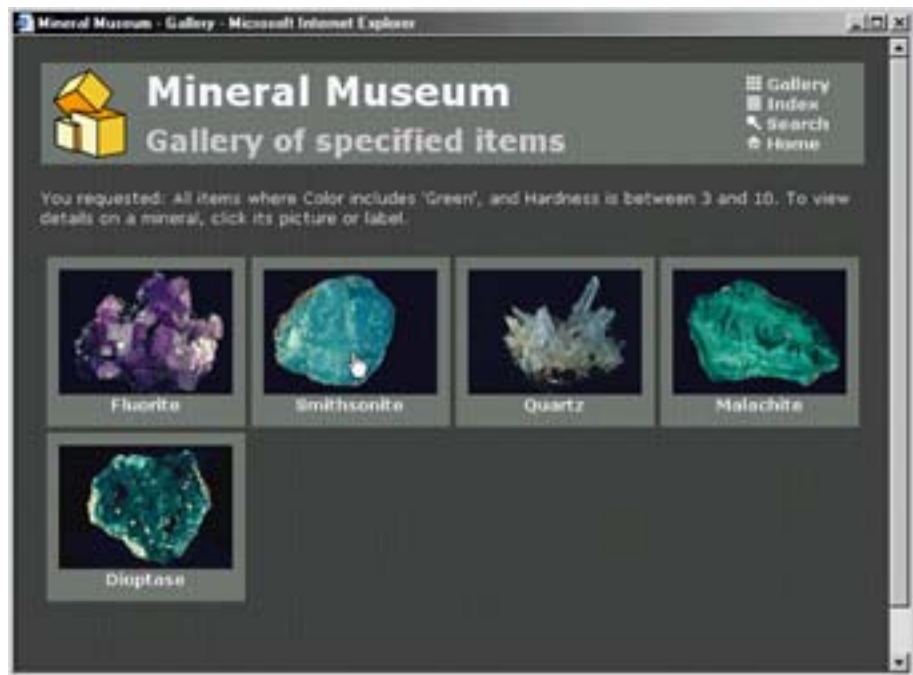 Mineral Museum - Gallery - Microsoft Internet Explorer
Mineral Museum
Gallery of specified items
Gallery
Index
Search
Home
You requested: All items where Color includes 'Green', and Hardness is between 3 and 10. To view
details on a mineral, click its picture or label.
Fluorite
Smithsonite
Quartz
Malachite
Dioptase